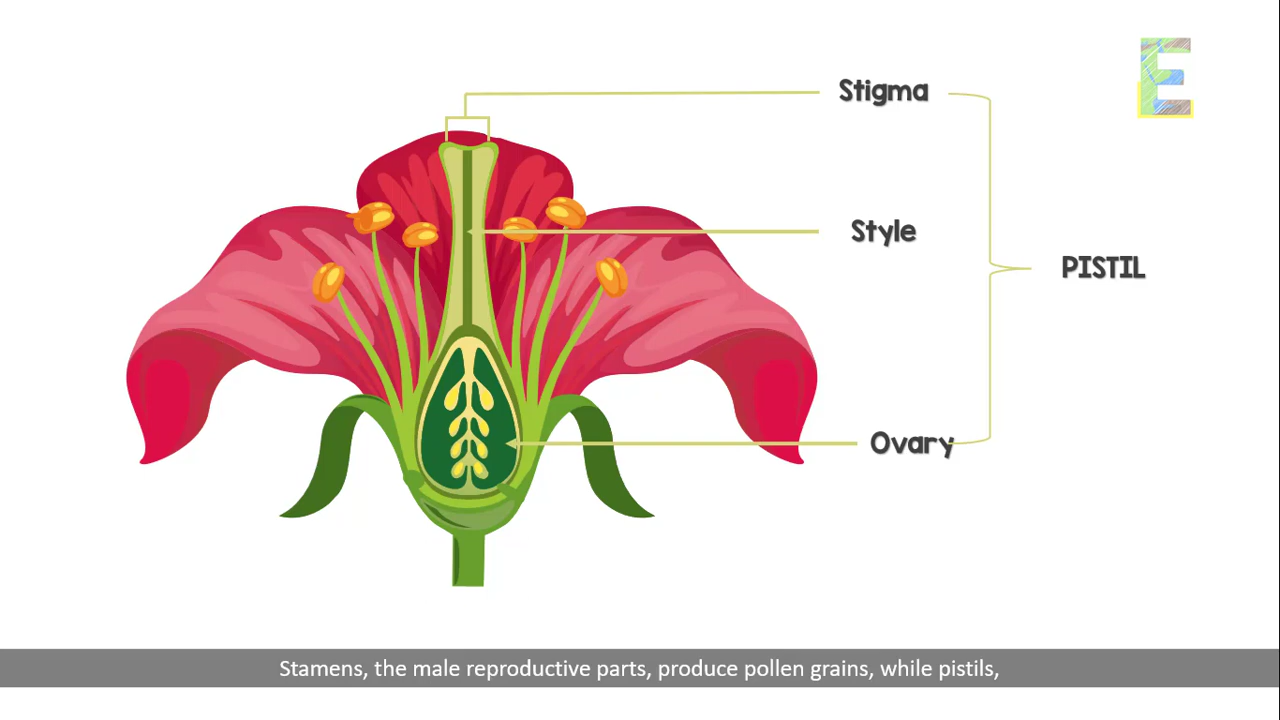 Stigma
E
Style
PISTIL
Ovary
Stamens, the male reproductive parts, produce pollen grains, while pistils,